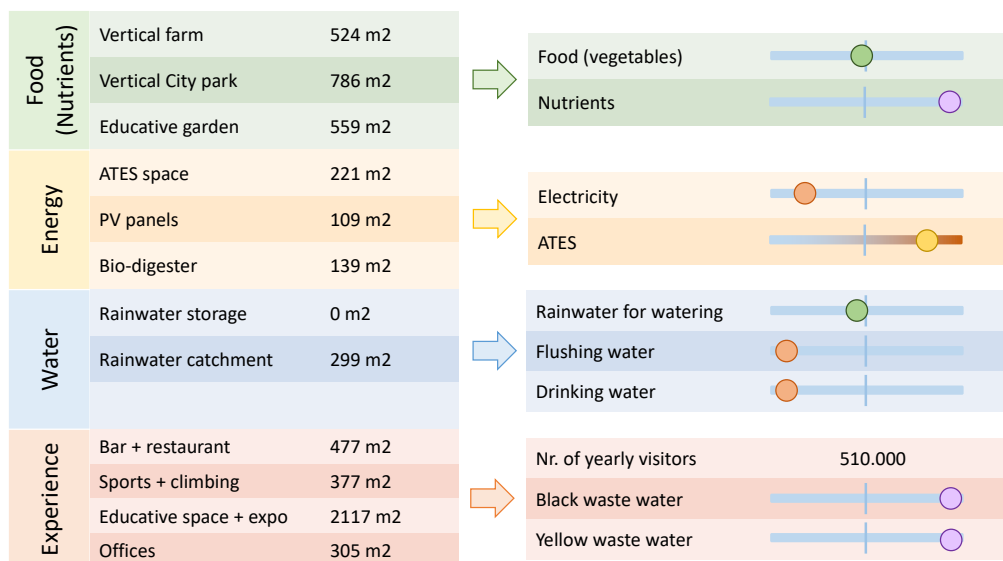 Food
(Nutrients)
Vertical farm 524 m2
Vertical City park 786 m2
Educative garden 559 m2
Food (vegetables)
Nutrients
Energy
ATES space 221 m2
PV panels 109 m2
Bio-digester 139 m2
Electricity
ATES
Water
Rainwater storage 0 m2
Rainwater catchment 299 m2
Rainwater for watering
Flushing water
Drinking water
Experience
Bar + restaurant 477 m2
Sports + climbing 377 m2
Educative space + expo 2117 m2
Offices 305 m2
Nr. of yearly visitors 510.000
Black waste water
Yellow waste water